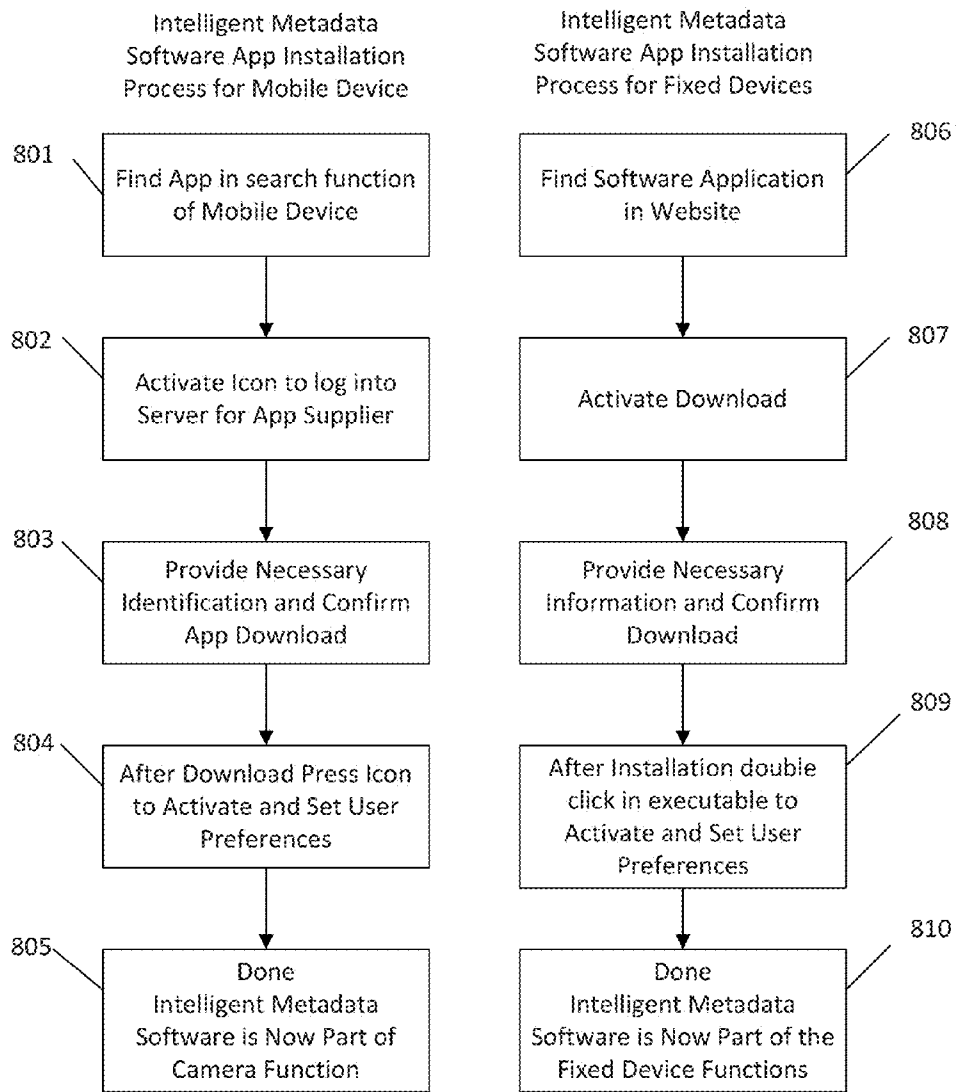 Intelligent Metadata
Software App Installation
Process for Mobile Device
801
Find App in search function
of Mobile Device
802
Activate Icon to log into
Server for App Supplier
803
Provide Necessary
Identification and Confirm
App Download
804
After Download Press Icon
to Activate and Set User
Preferences
805
Done
Intelligent Metadata
Software is Now Part of
Camera Function
Intelligent Metadata
Software App Installation
Process for Fixed Devices
806
Find Software Application
in Website
807
Activate Download
808
Provide Necessary
Information and Confirm
Download
809
After Installation double
click in executable to
Activate and Set User
Preferences
810
Done
Intelligent Metadata
Software is Now Part of the
Fixed Device Functions